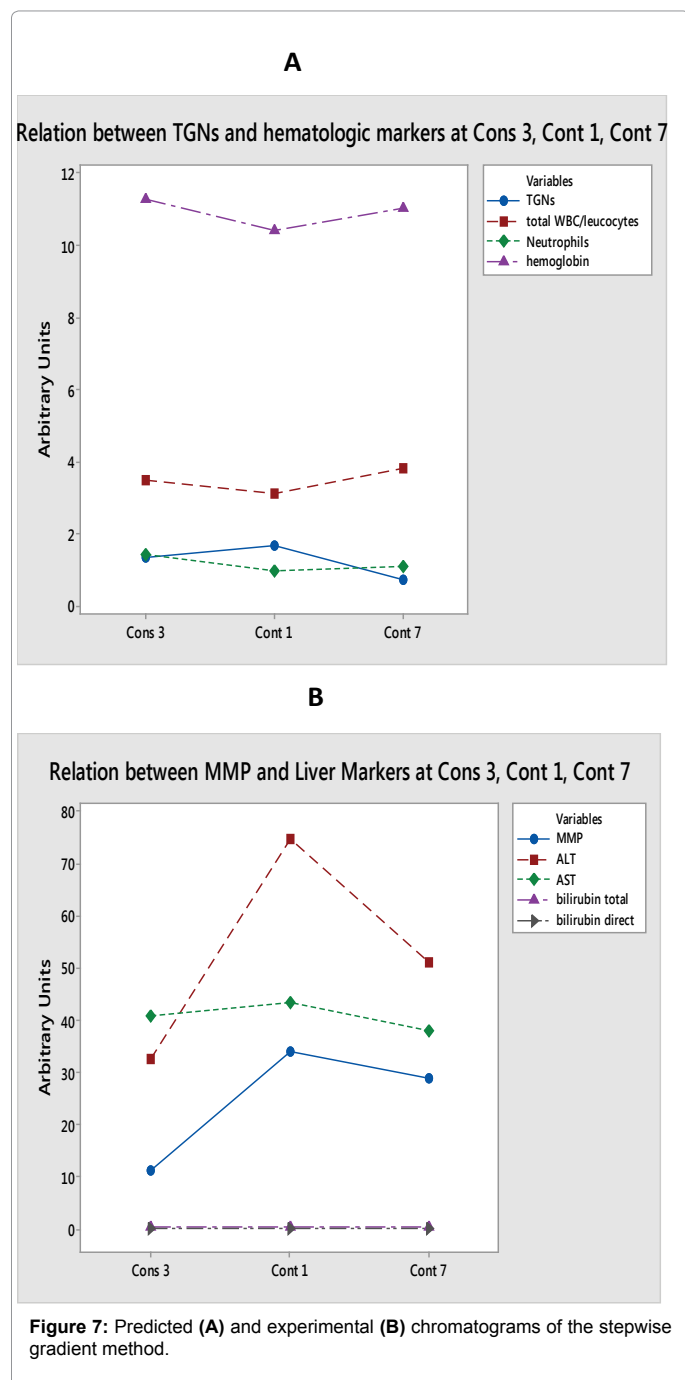 A
Relation between TGNs and hematologic markers at Cons 3, Cont 1, Cont 7
Variables
TGNs
total WBC/leucocytes
Neutrophils
hemoglobin
Arbitrary Units
12
10
8
6
4
2
0
Cons 3 Cont 1 Cont 7
B
Relation between MMP and Liver Markers at Cons 3, Cont 1, Cont 7
Variables
MMP
ALT
AST
bilirubin total
bilirubin direct
Arbitrary Units
80
70
60
50
40
30
20
10
0
Cons 3 Cont 1 Cont 7
Figure 7: Predicted (A) and experimental (B) chromatograms of the stepwise
gradient method.